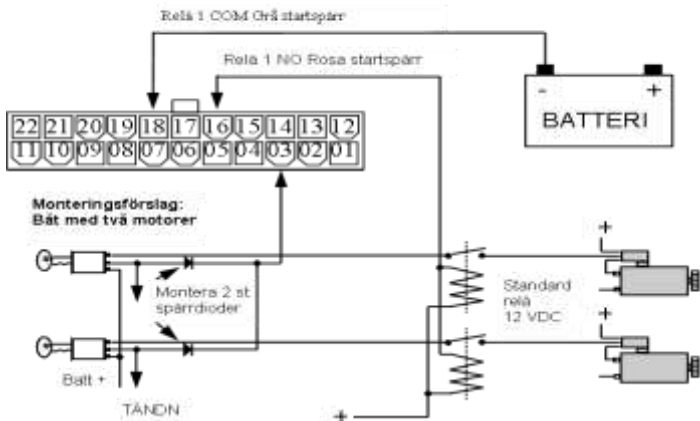 Relä 1 COM Grå startspärr
Relä 1 NO Rosa startspärr
- +
BATTERI
22 21 20 19 18 17 16 15 14 13 12
11 10 09 08 07 06 05 04 03 02 01
Monteringsförslag:
Båt med två motorer
+
Montera 2 st
spärrdioder
Standard
relä
12 VDC
+
Batt +
TÄNDN
+